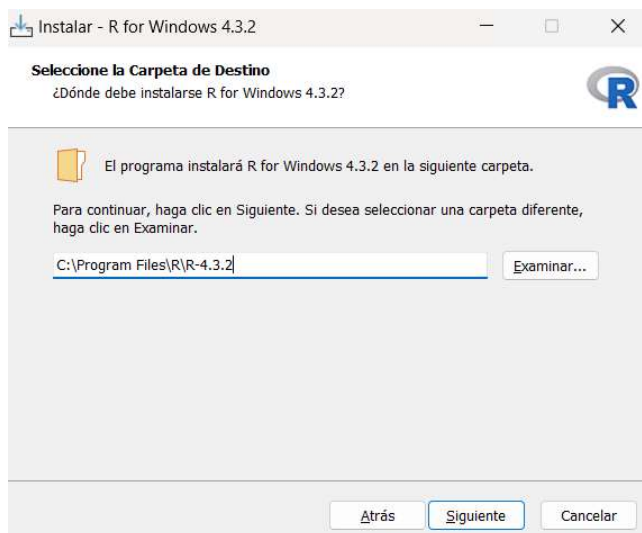 Instalar - R for Windows 4.3.2
Seleccione la Carpeta de Destino
¿Dónde debe instalarse R for Windows 4.3.2?
R
El programa instalará R for Windows 4.3.2 en la siguiente carpeta.
Para continuar, haga clic en Siguiente. Si desea seleccionar una carpeta diferente,
haga clic en Examinar.
C:\Program Files\R\R-4.3.2
Examinar...
Atrás
Siguiente
Cancelar